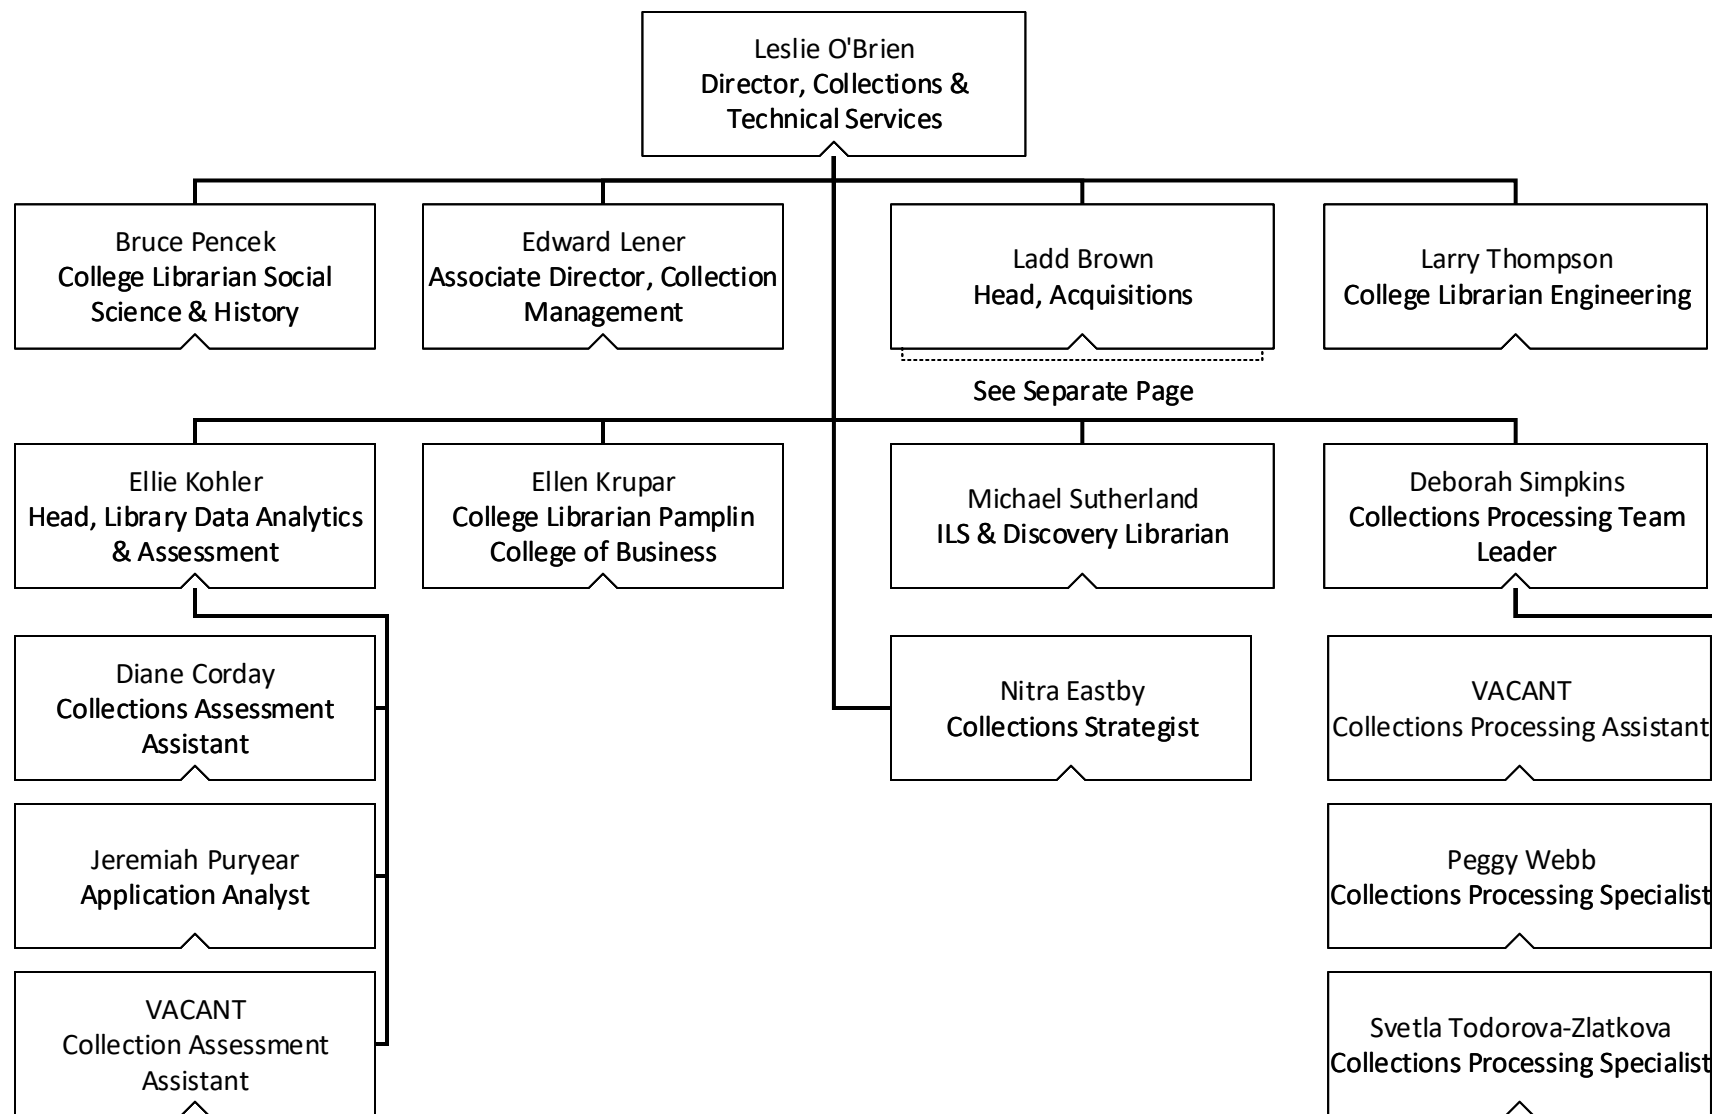 Leslie O'Brien
Director, Collections &
Technical Services
Bruce Pencek
College Librarian Social
Science & History
Edward Lener
Associate Director, Collection
Management
Ladd Brown
Head, Acquisitions
Larry Thompson
College Librarian Engineering
See Separate Page
Ellie Kohler
Head, Library Data Analytics
& Assessment
Ellen Krupar
College Librarian Pamplin
College of Business
Michael Sutherland
ILS & Discovery Librarian
Deborah Simpkins
Collections Processing Team
Leader
Diane Corday
Collections Assessment
Assistant
Nitra Eastby
Collections Strategist
VACANT
Collections Processing Assistant
Jeremiah Puryear
Application Analyst
Peggy Webb
Collections Processing Specialist
VACANT
Collection Assessment
Assistant
Svetla Todorova-Zlatkova
Collections Processing Specialist